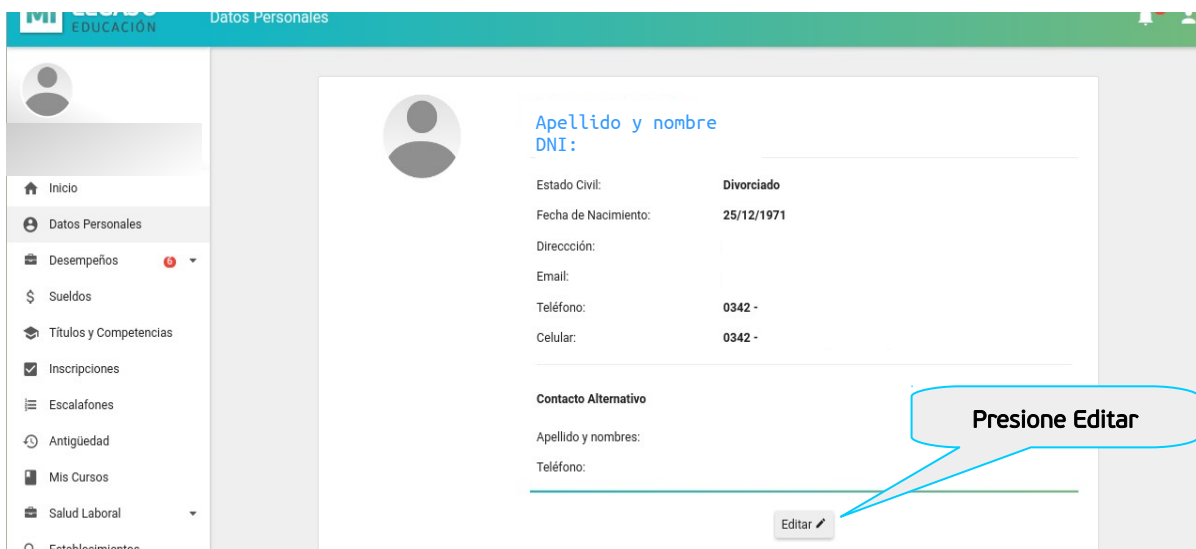 EDUCACIÓN
Datos Personales
Apellido y nombre
DNI:
Estado Civil: Divorciado
Fecha de Nacimiento: 25/12/1971
Direccción:
Email:
Teléfono: 0342 -
Celular: 0342 -
Contacto Alternativo
Apellido y nombres:
Teléfono:
Editar
Presione Editar
Inicio
Datos Personales
Desempeños 6
$ Sueldos
Títulos y Competencias
Inscripciones
Escalafones
Antigüedad
Mis Cursos
Salud Laboral